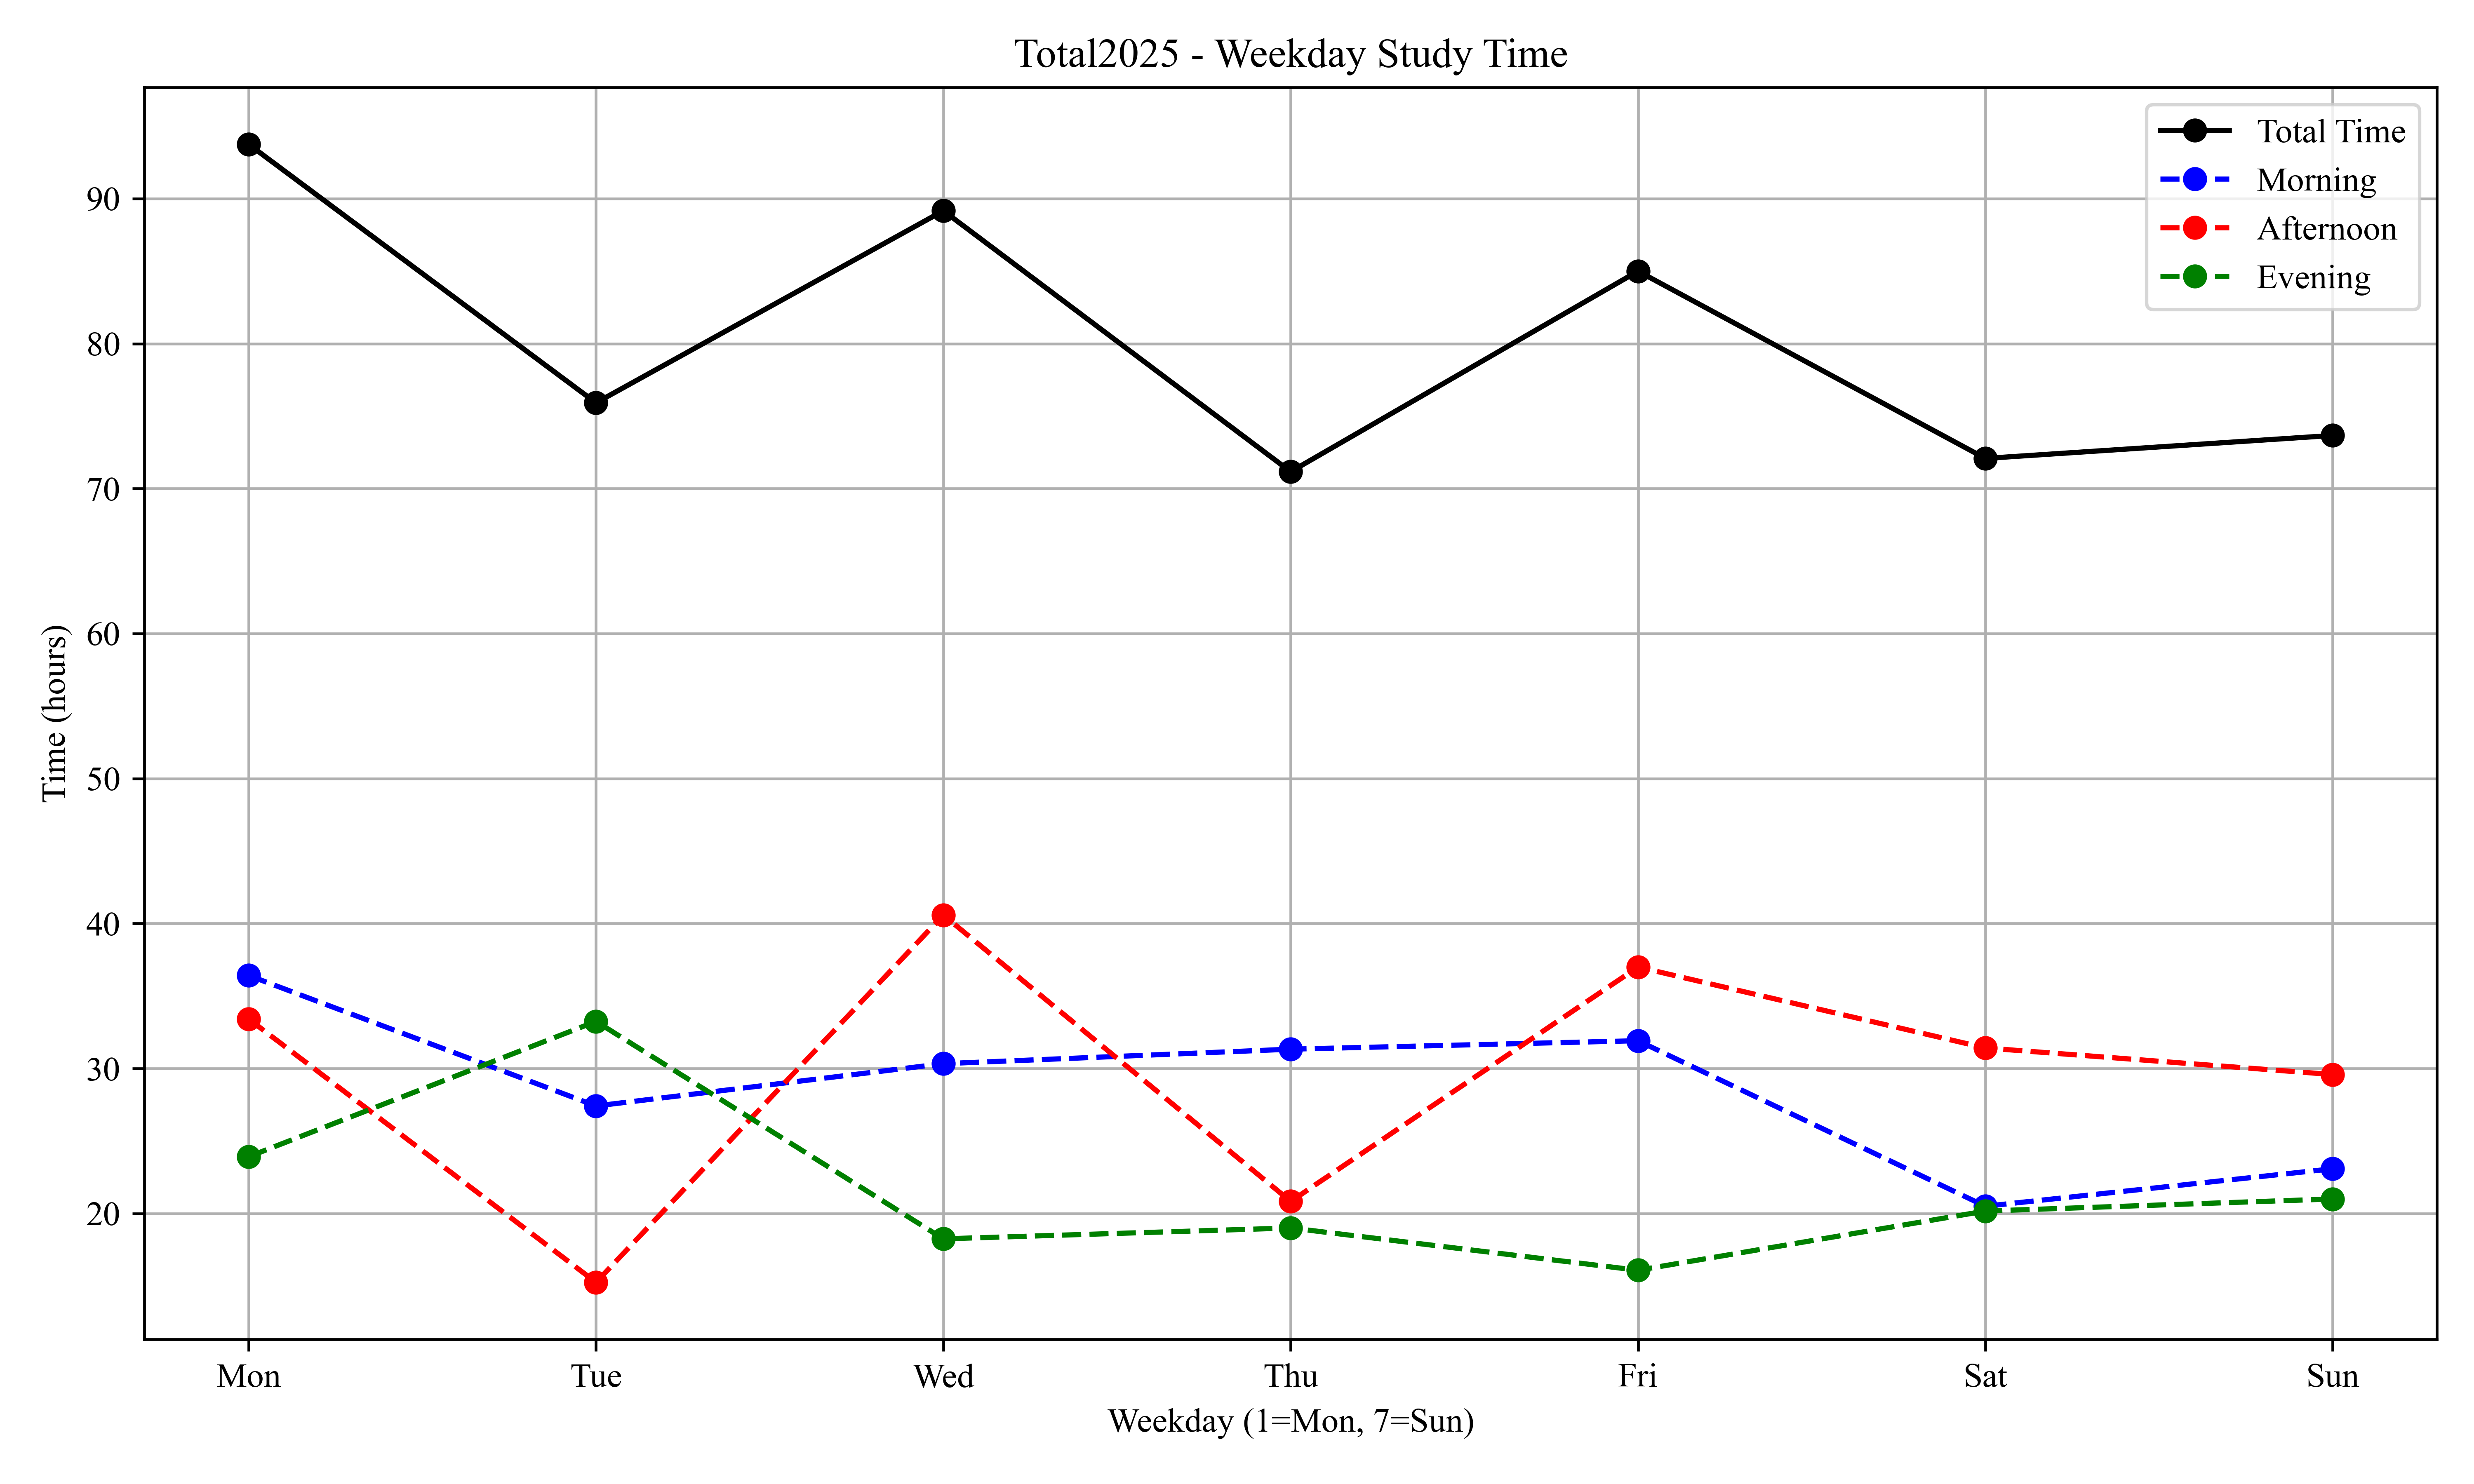 Total2025 - Weekday Study Time
Total Time
Morning
Afternoon
Evening
Time (hours)
90
80
70
60
50
40
30
20
Mon Tue Wed Thu Fri Sat Sun
Weekday (1=Mon, 7=Sun)